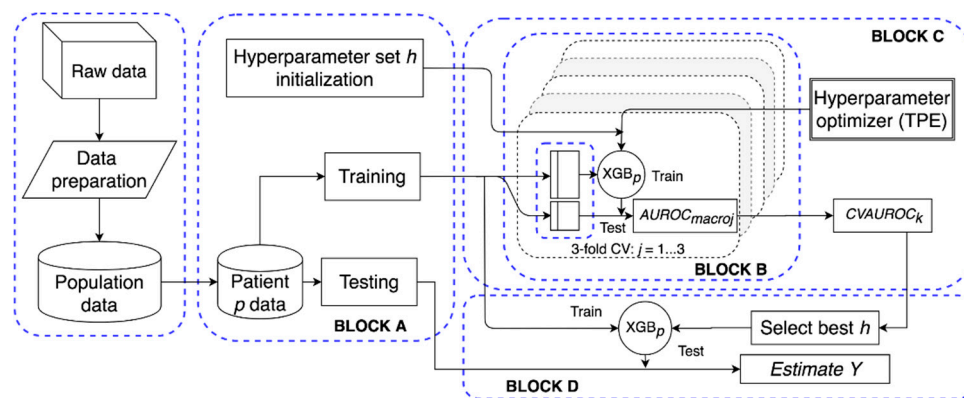 Raw data
Data
preparation
Population
data
Hyperparameter set h
initialization
Training
Patient
p data
Testing
BLOCK A
BLOCK C
Hyperparameter
optimizer (TPE)
XGBp
Train
Test
AUROCmacroj
3-fold CV: j = 1...3
BLOCK B
CVAUROCk
Train
XGBp
Test
Select best h
Estimate Y
BLOCK D